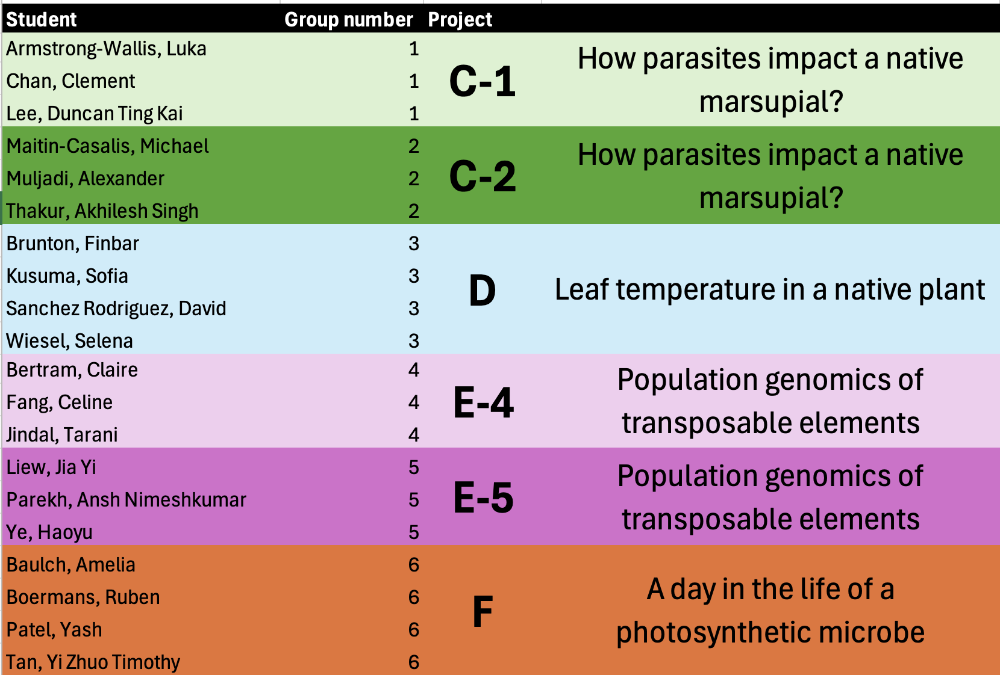 Student Group number Project
Armstrong-Wallis, Luka 1
Chan, Clement 1
Lee, Duncan Ting Kai 1
C-1
How parasites impact a native
marsupial?
Maitin-Casalis, Michael 2
Muljadi, Alexander 2
Thakur, Akhilesh Singh 2
C-2
How parasites impact a native
marsupial?
Brunton, Finbar 3
Kusuma, Sofia 3
Sanchez Rodriguez, David 3
Wiesel, Selena 3
D
Leaf temperature in a native plant
Bertram, Claire 4
Fang, Celine 4
Jindal, Tarani 4
E-4
Population genomics of
transposable elements
Liew, Jia Yi 5
Parekh, Ansh Nimeshkumar 5
Ye, Haoyu 5
E-5
Population genomics of
transposable elements
Baulch, Amelia 6
Boermans, Ruben 6
Patel, Yash 6
Tan, Yi Zhuo Timothy 6
F
A day in the life of a
photosynthetic microbe